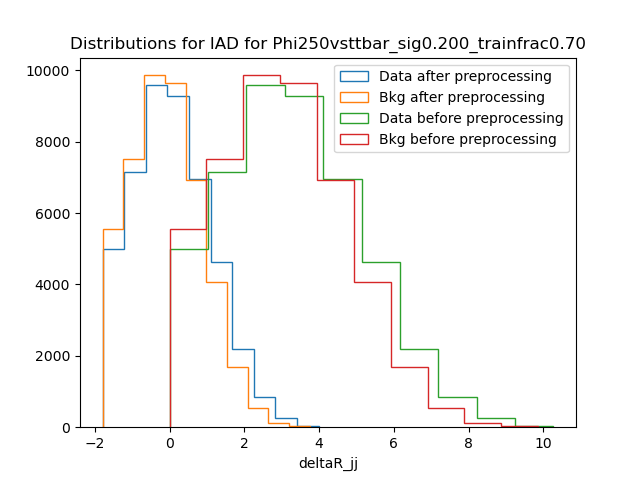 Distributions for IAD for Phi250vsttbar_sig0.200_trainfrac0.70
Data after preprocessing
Bkg after preprocessing
Data before preprocessing
Bkg before preprocessing
10000
8000
6000
4000
2000
0
−2
0
2
4
6
8
10
deltaR_jj